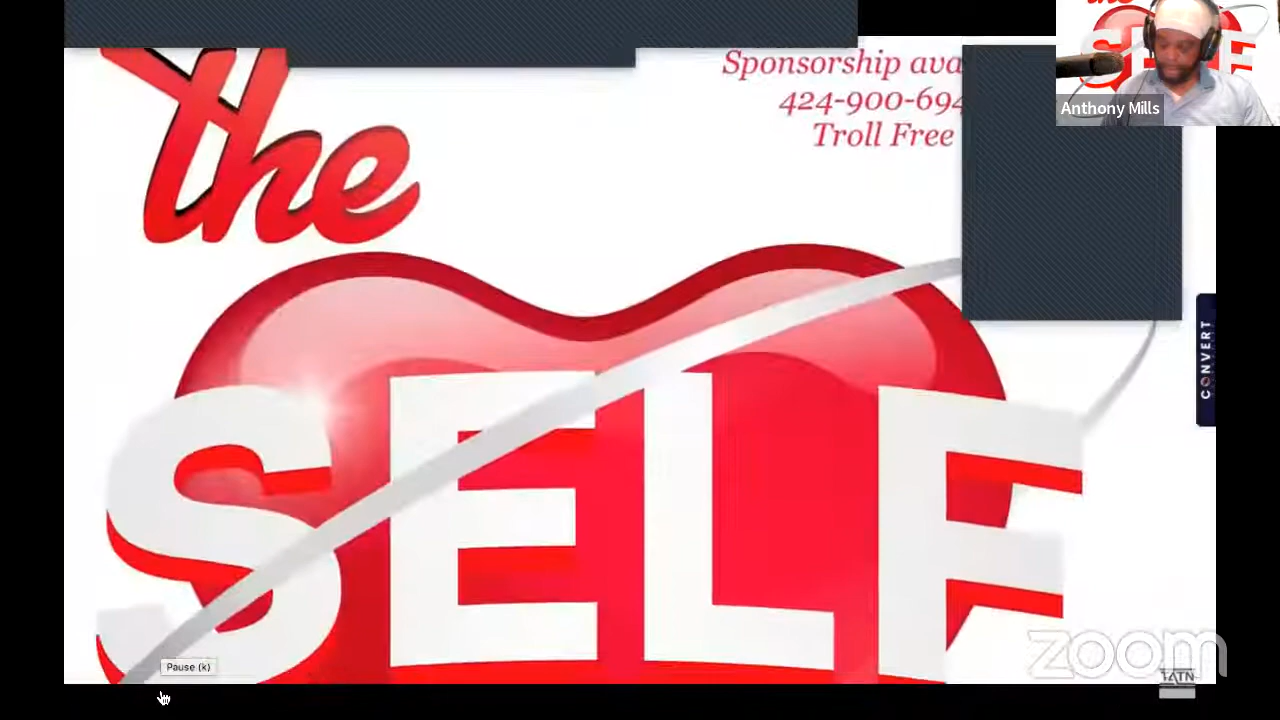 the
Sponsorship ava
424-900-694
Troll Free
Anthony Mills
CONVERT
SELF
Pause (k)
zoom